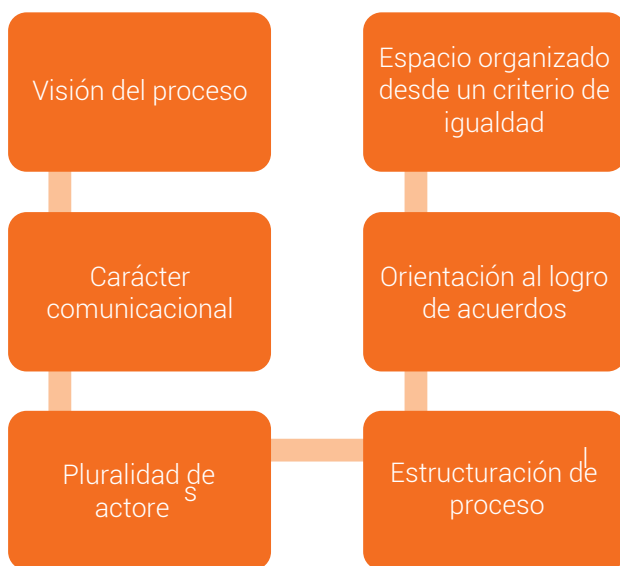 Visión del proceso
Carácter
comunicacional
Pluralidad de
actores
Estructuración del
proceso
Orientación al logro
de acuerdos
Espacio organizado
desde un criterio de
igualdad